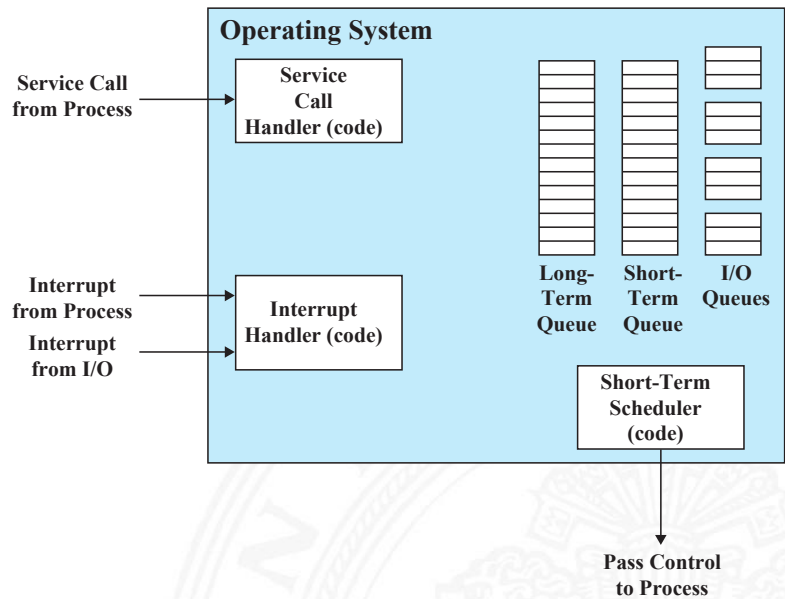 Operating System
Service Call
from Process
Service
Call
Handler (code)
Interrupt
from Process
Interrupt
from I/O
Interrupt
Handler (code)
Long-
Term
Queue
Short-
Term
Queue
I/O
Queues
Short-Term
Scheduler
(code)
Pass Control
to Process
N